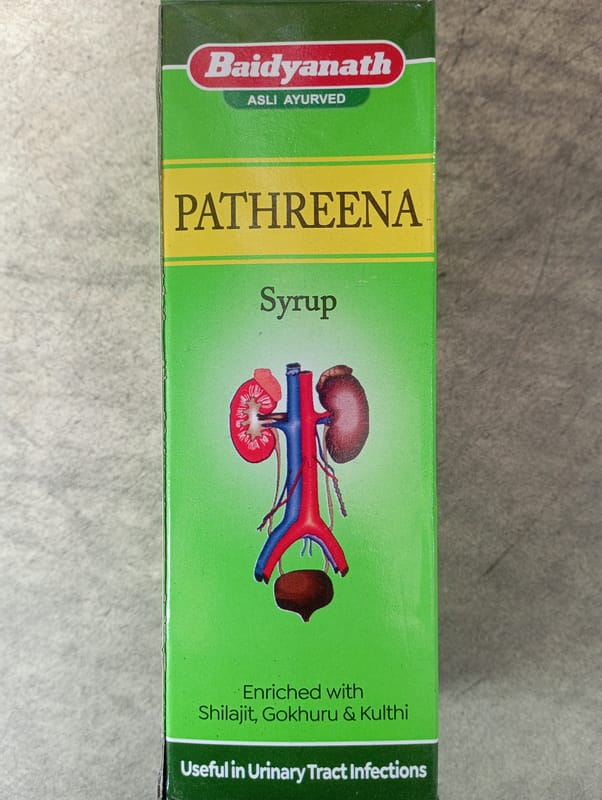 Baidyanath
ASLI AYURVED
PATHREENA
Syrup
Enriched with
Shilajit, Gokhuru & Kulthi
Useful in Urinary Tract Infections